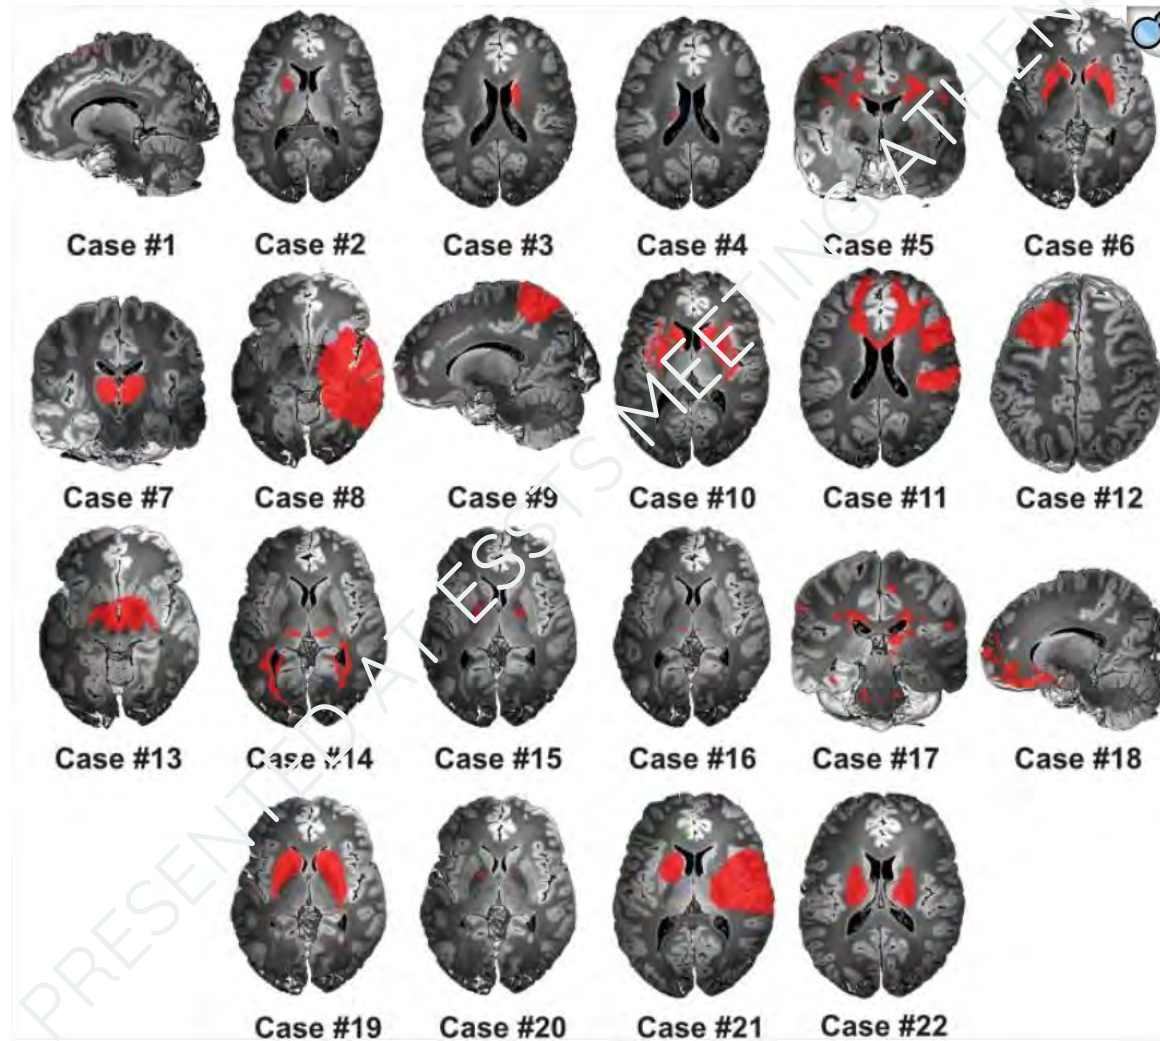 Case #1 Case #2 Case #3 Case #4 Case #5 Case #6
Case #7 Case #8 Case #9 Case #10 Case #11 Case #12
Case #13 Case #14 Case #15 Case #16 Case #17 Case #18
Case #19 Case #20 Case #21 Case #22
PRESENTED AT ESSTS MEETING ATHEN